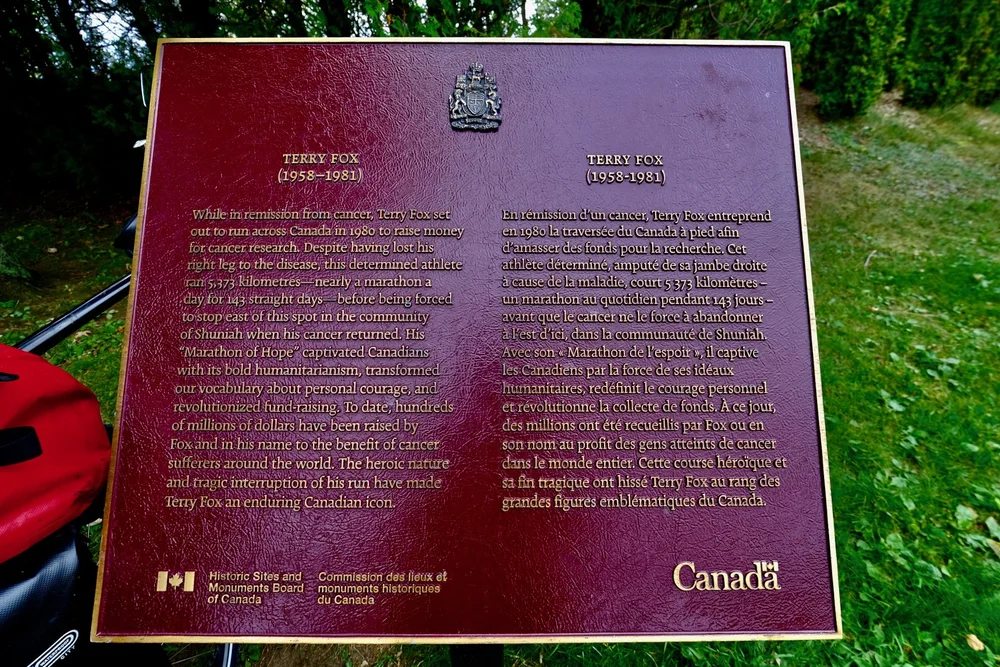 TERRY FOX
(1958–1981)
While in remission from cancer, Terry Fox set
out to run across Canada in 1980 to raise money
for cancer research. Despite having lost his
right leg to the disease, this determined athlete
ran 5,373 kilometres—nearly a marathon a
day for 143 straight days—before being forced
to stop east of this spot in the community
of Shuniah when his cancer returned. His
"Marathon of Hope" captivated Canadians
with its bold humanitarianism, transformed
our vocabulary about personal courage, and
revolutionized fund-raising. To date, hundreds
of millions of dollars have been raised by
Fox and in his name to the benefit of cancer
sufferers around the world. The heroic nature
and tragic interruption of his run have made
Terry Fox an enduring Canadian icon.
TERRY FOX
(1958-1981)
En rémission d'un cancer, Terry Fox entreprend
en 1980 la traversée du Canada à pied afin
d'amasser des fonds pour la recherche. Cet
athlète déterminé, amputé de sa jambe droite
à cause de la maladie, court 5 373 kilomètres –
un marathon au quotidien pendant 143 jours –
avant que le cancer ne le force à abandonner
à l'est d'ici, dans la communauté de Shuniah.
Avec son « Marathon de l'espoir », il captive
les Canadiens par la force de ses idéaux
humanitaires, redéfinit le courage personnel
et révolutionne la collecte de fonds. À ce jour,
des millions ont été recueillis par Fox ou en
son nom au profit des gens atteints de cancer
dans le monde entier. Cette course héroïque et
sa fin tragique ont hissé Terry Fox au rang des
grandes figures emblématiques du Canada.
Historic Sites and
Monuments Board
of Canada
Commission des lieux et
monuments historiques
du Canada
Canada
CITY